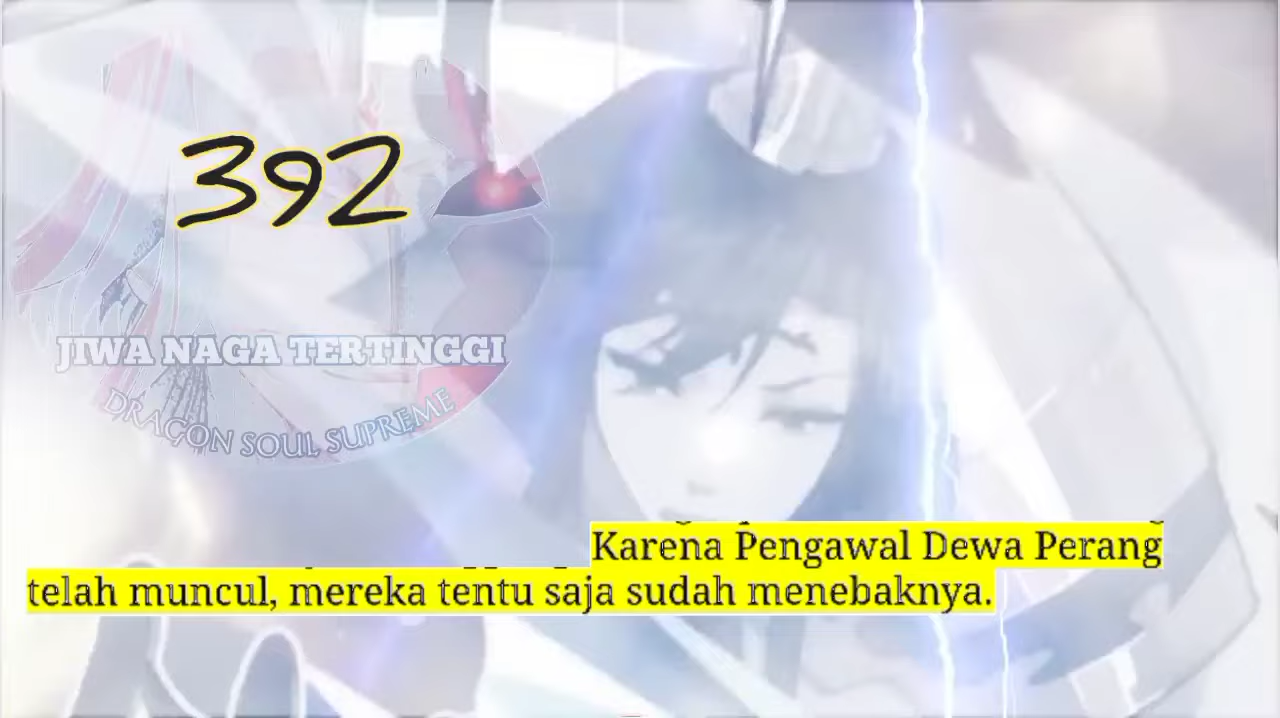 392
JIWA NAGA TERTINGGI
DRAGON SOUL SUPREME
Karena Pengawal Dewa Perang
telah muncul, mereka tentu saja sudah menebaknya.